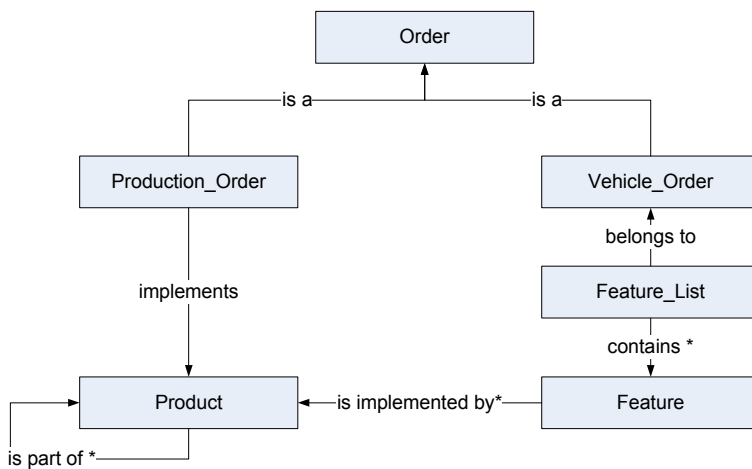 Order
is a
is a
Production_Order
Vehicle_Order
belongs to
implements
Feature_List
contains *
Product
is implemented by*
Feature
is part of *